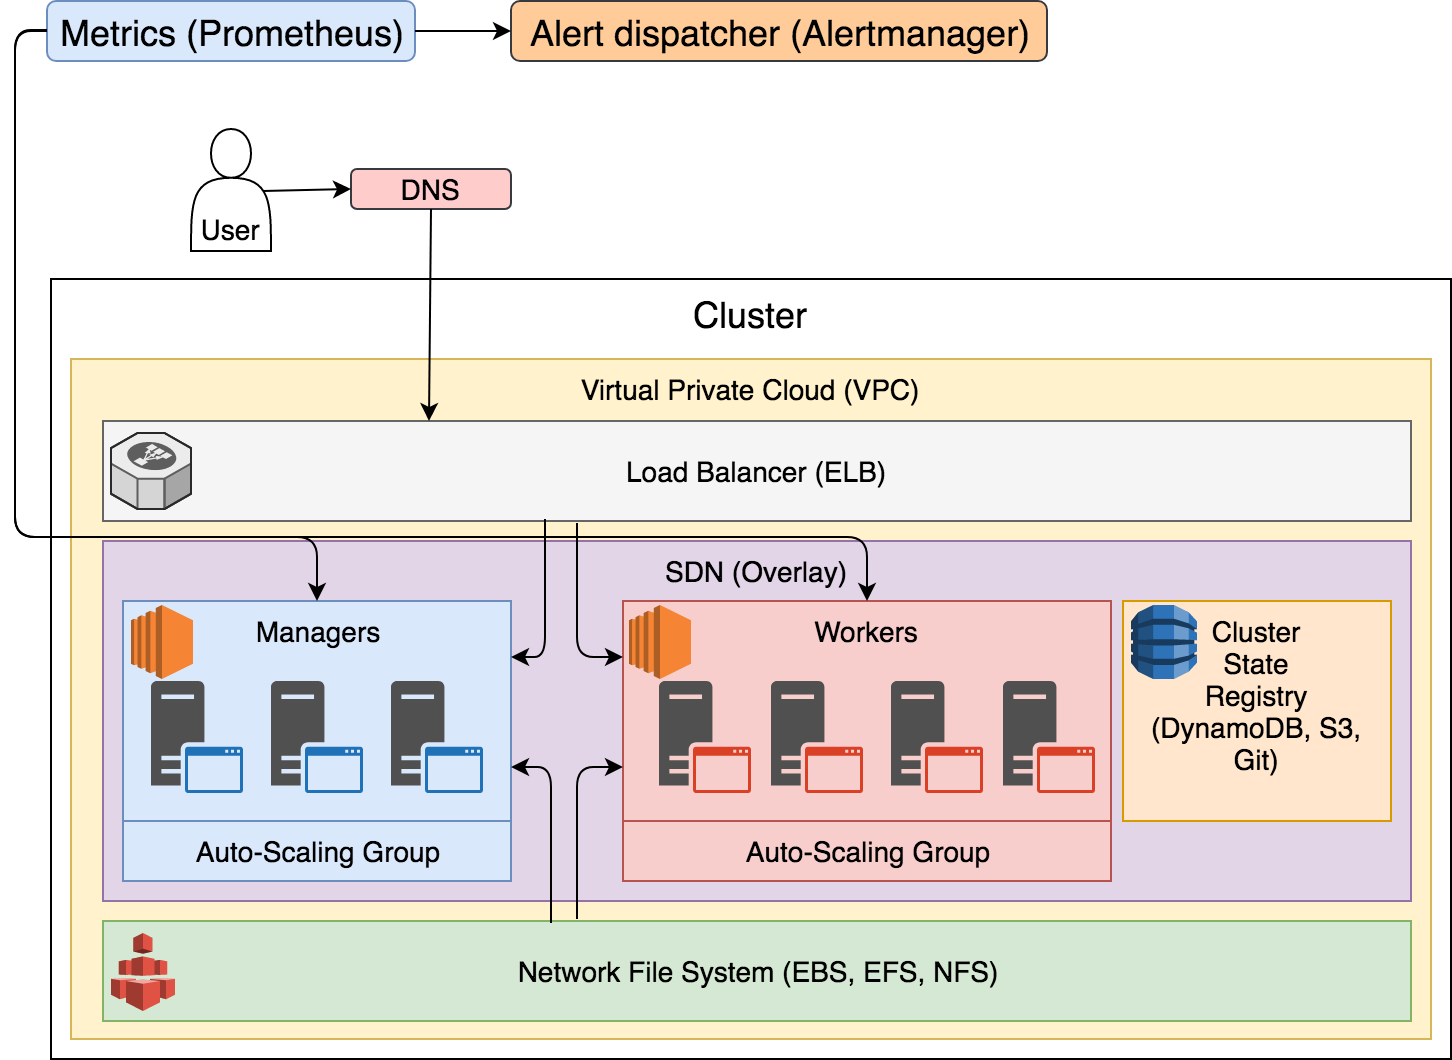 Metrics (Prometheus)
Alert dispatcher (Alertmanager)
DNS
User
Cluster
Virtual Private Cloud (VPC)
Load Balancer (ELB)
SDN (Overlay)
Managers
Workers
Cluster
State
Registry
(DynamoDB, S3,
Git)
Auto-Scaling Group
Auto-Scaling Group
Network File System (EBS, EFS, NFS)